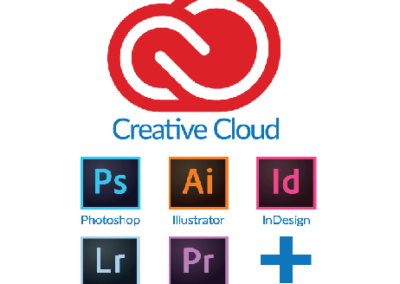 Creative Cloud
Ps Ai Id
Photoshop Illustrator InDesign
Lr Pr +